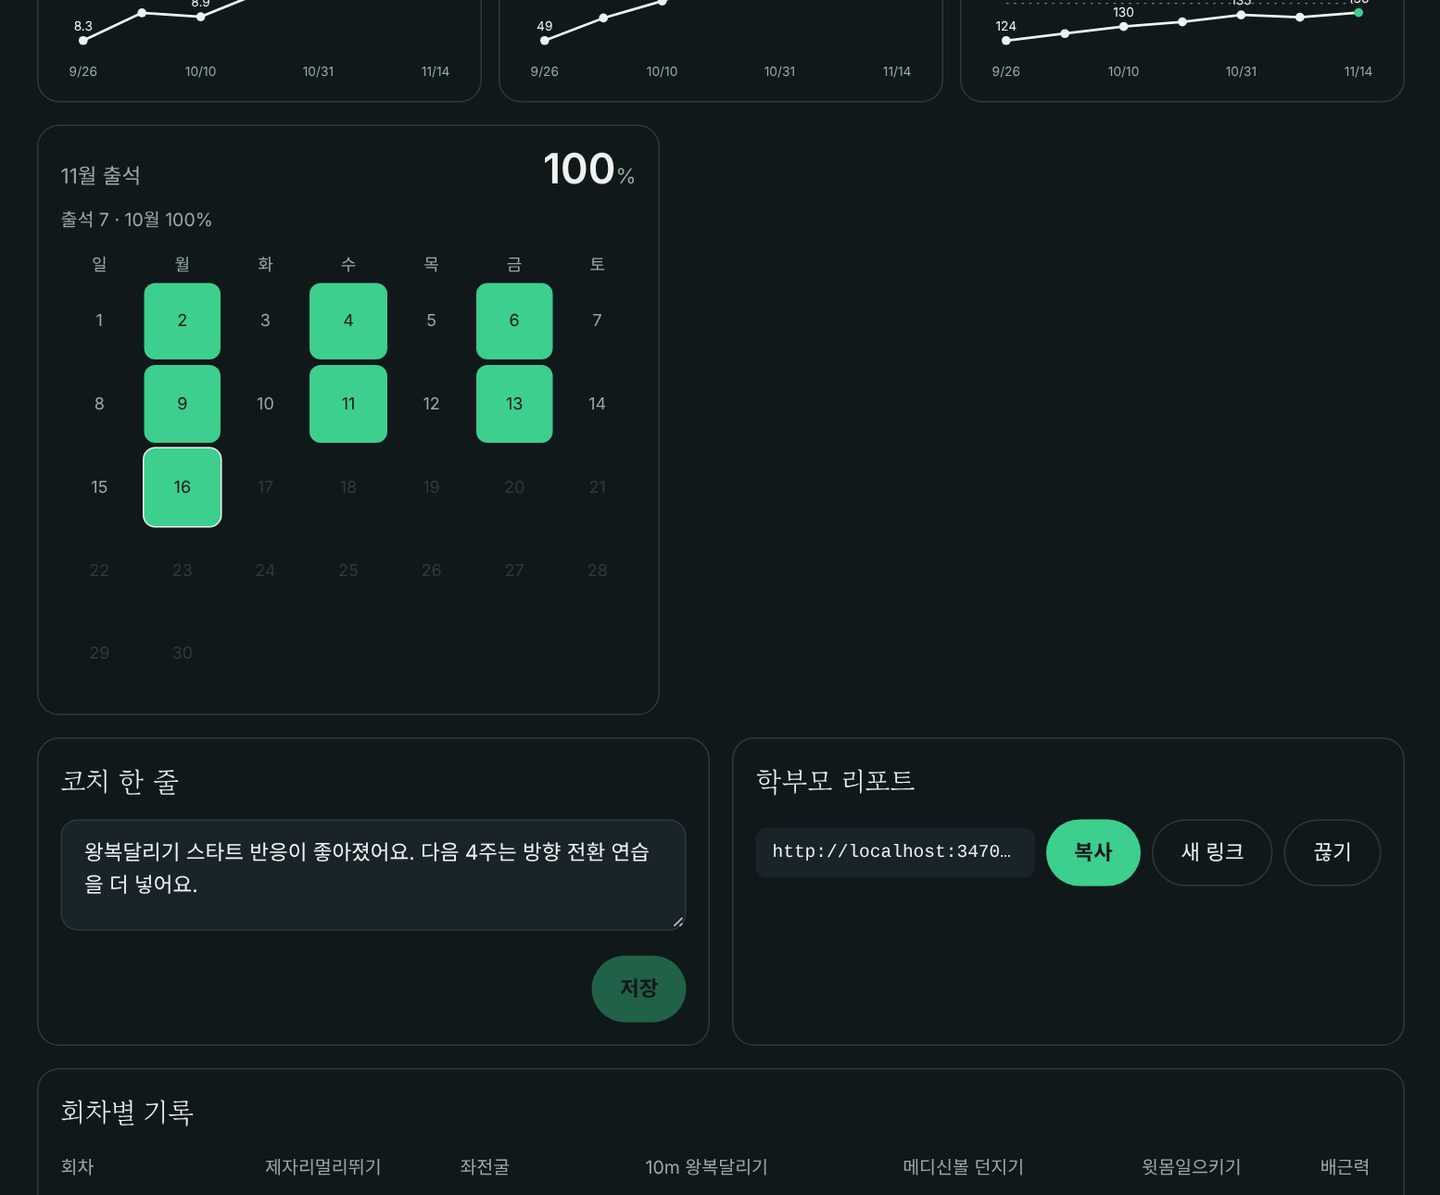 8.3
8.9
9/26 10/10 10/31 11/14
49
9/26 10/10 10/31 11/14
124
130
135
9/26 10/10 10/31 11/14
11월 출석
100%
출석 7 · 10월 100%
일 월 화 수 목 금 토
1 2 3 4 5 6 7
8 9 10 11 12 13 14
15 16 17 18 19 20 21
22 23 24 25 26 27 28
29 30
코치 한 줄
왕복달리기 스타트 반응이 좋아졌어요. 다음 4주는 방향 전환 연습
을 더 넣어요.
저장
학부모 리포트
http://localhost:3470…
복사
새 링크
끊기
회차별 기록
회차 제자리멀리뛰기 좌전굴 10m 왕복달리기 메디신볼 던지기 윗몸일으키기 배근력